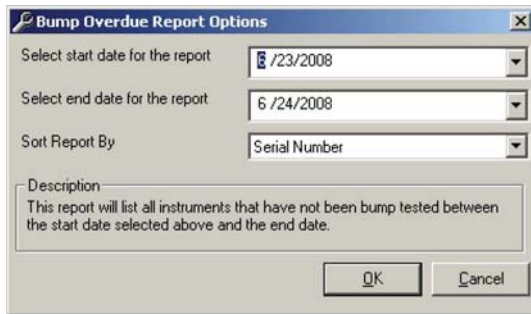 Bump Overdue Report Options
Select start date for the report 6 /23/2008
Select end date for the report 6 /24/2008
Sort Report By Serial Number
Description
This report will list all instruments that have not been bump tested between
the start date selected above and the end date.
OK Cancel